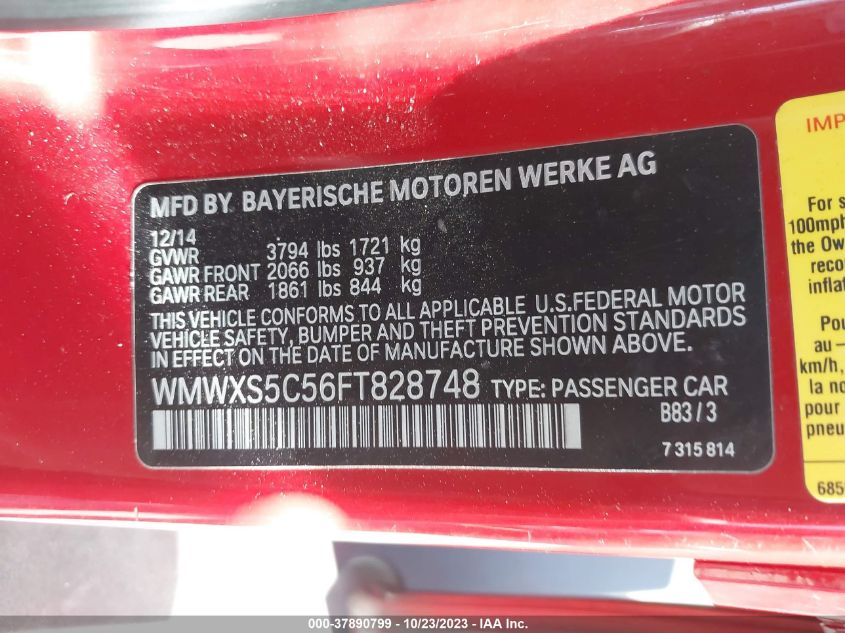 MFD BY BAYERISCHE MOTOREN WERKE AG
12/14
GVWR 3794 lbs 1721 kg
GAWR FRONT 2066 lbs 937 kg
GAWR REAR 1861 lbs 844 kg
THIS VEHICLE CONFORMS TO ALL APPLICABLE U.S.FEDERAL MOTOR
VEHICLE SAFETY, BUMPER AND THEFT PREVENTION STANDARDS
IN EFFECT ON THE DATE OF MANUFACTURE SHOWN ABOVE.
WMWXS5C56FT828748 TYPE: PASSENGER CAR
B83/3
7 315 814
IMP
For s
100mph
the Ow
reco
inflat
Pou
au –
km/h,
la no
pour
pneu
685
000-37890799 - 10/23/2023 - IAA Inc.